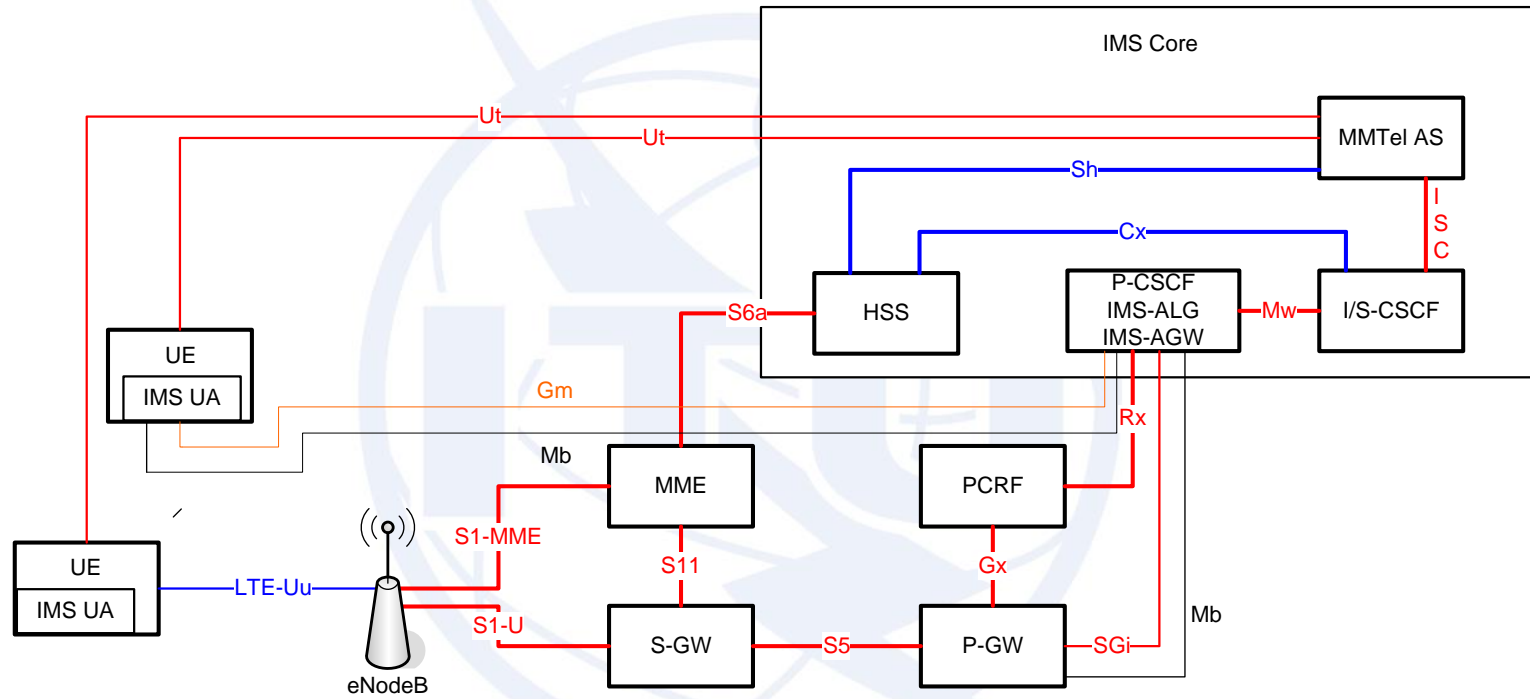 IMS Core
Ut
Ut
MMTel AS
Sh
I
S
C
Cx
HSS
P-CSCF
IMS-ALG
IMS-AGW
Mw
I/S-CSCF
S6a
UE
IMS UA
Gm
Rx
Mb
MME
PCRF
S1-MME
S11
Gx
UE
IMS UA
LTE-Uu
S1-U
S-GW
S5
P-GW
SGi
Mb
eNodeB
ITU